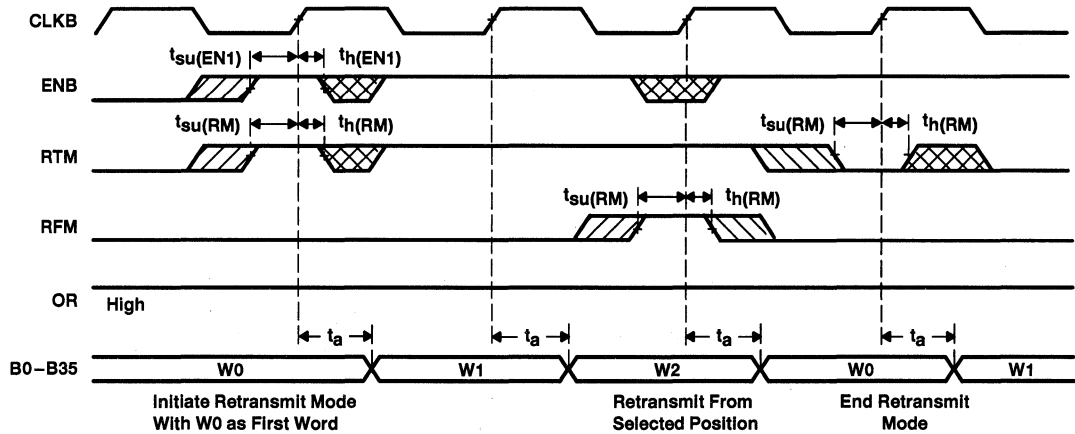 CLKB
tsu(EN1) th(EN1)
ENB
tsu(RM) th(RM) tsu(RM) th(RM)
RTM
tsu(RM) th(RM)
RFM
OR High
ta ta ta ta
B0–B35 W0 W1 W2 W0 W1
Initiate Retransmit Mode Retransmit From End Retransmit
With W0 as First Word Selected Position Mode